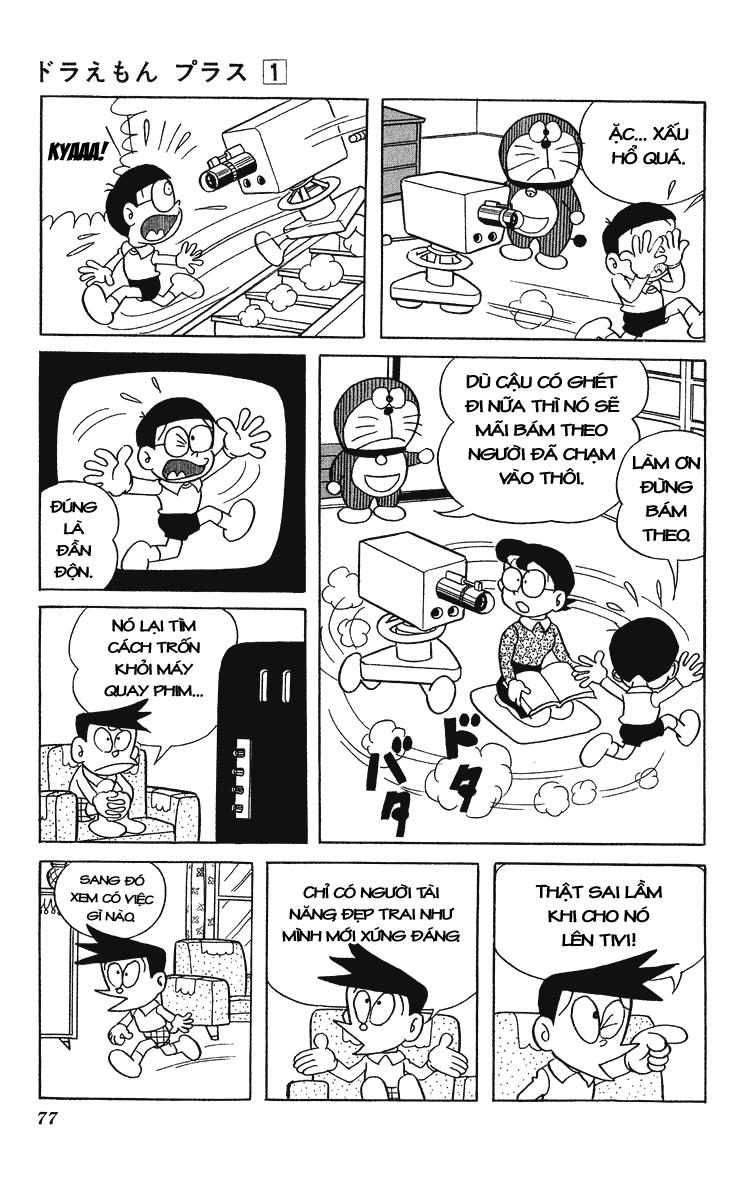 ドラえもん プラス 1
ẶC... XẤU
HỔ QUÁ.
KYAAA!
DÙ CẬU CÓ GHÉT
ĐI NỮA THÌ NÓ SẼ
MÃI BÁM THEO
NGƯỜI ĐÃ CHẠM
VÀO THÔI.
LÀM ƠN
ĐỪNG
BÁM
THEO.
ドタ
バタ
ĐÚNG
LÀ
ĐẦN
ĐỘN.
NÓ LẠI TÌM
CÁCH TRỐN
KHỎI MÁY
QUAY PHIM...
THẬT SAI LẦM
KHI CHO NÓ
LÊN TIVI!
CHỈ CÓ NGƯỜI TÀI
NĂNG ĐẸP TRAI NHƯ
MÌNH MỚI XỨNG ĐÁNG.
SANG ĐÓ
XEM CÓ VIỆC
GÌ NÀO.
77